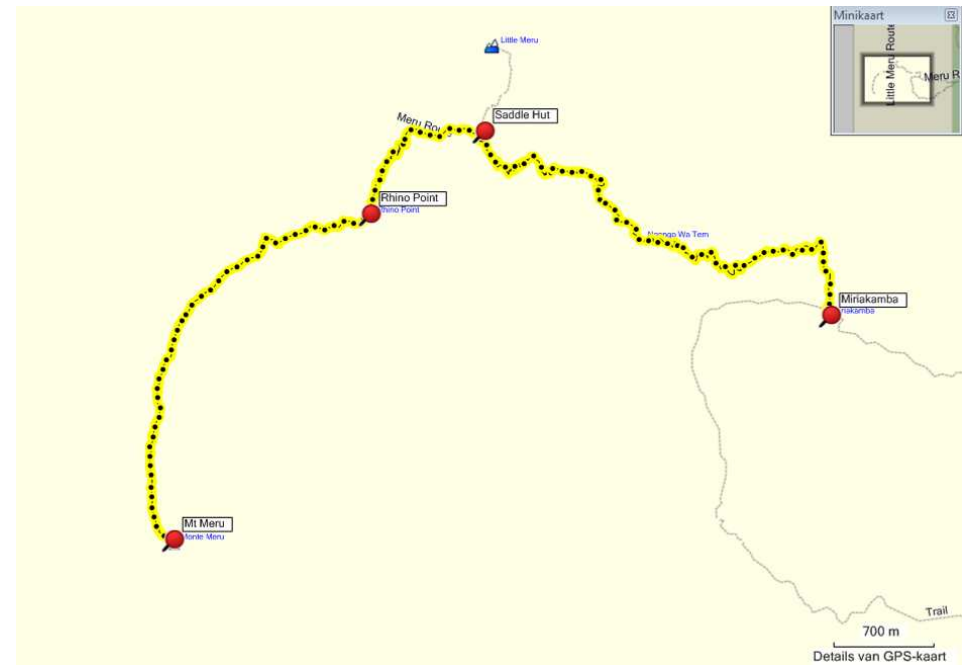 Minikaart
Little Meru Route
Meru R
Little Meru
Saddle Hut
Meru Rou
Rhino Point
Rhino Point
Ngongo Wa Tem
Miriakamba
riakamba
Mt Meru
Monte Meru
Trail
700 m
Details van GPS-kaart